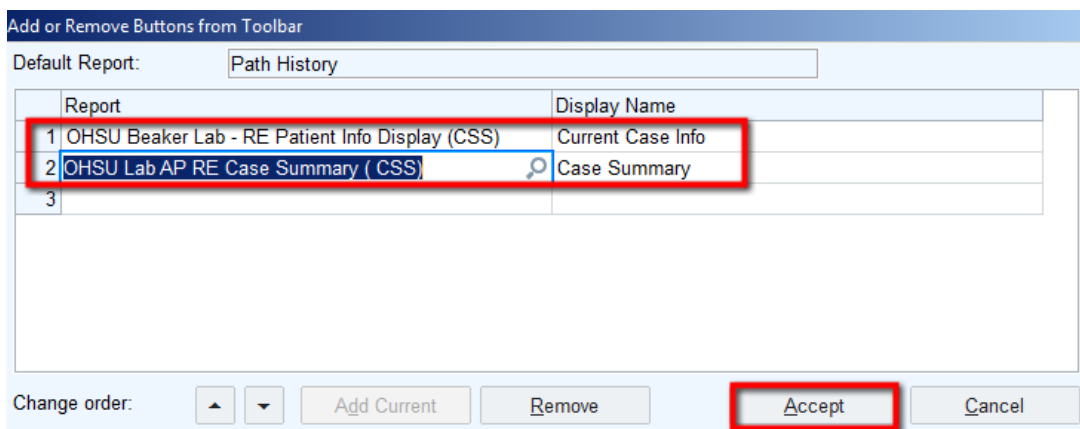 Add or Remove Buttons from Toolbar
Default Report: Path History
Report Display Name
1 OHSU Beaker Lab - RE Patient Info Display (CSS) Current Case Info
2 OHSU Lab AP RE Case Summary ( CSS) Case Summary
3
Change order: Add Current Remove Accept Cancel